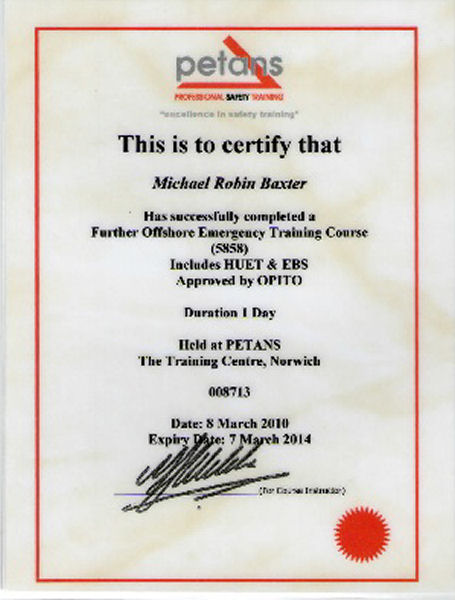 petans
PROFESSIONAL SAFETY TRAINING
"excellence in safety training"
This is to certify that
Michael Robin Baxter
Has successfully completed a
Further Offshore Emergency Training Course
(5858)
Includes HUET & EBS
Approved by OPITO
Duration 1 Day
Held at PETANS
The Training Centre, Norwich
008713
Date: 8 March 2010
Expiry Date: 7 March 2014
(For Course Instructor)